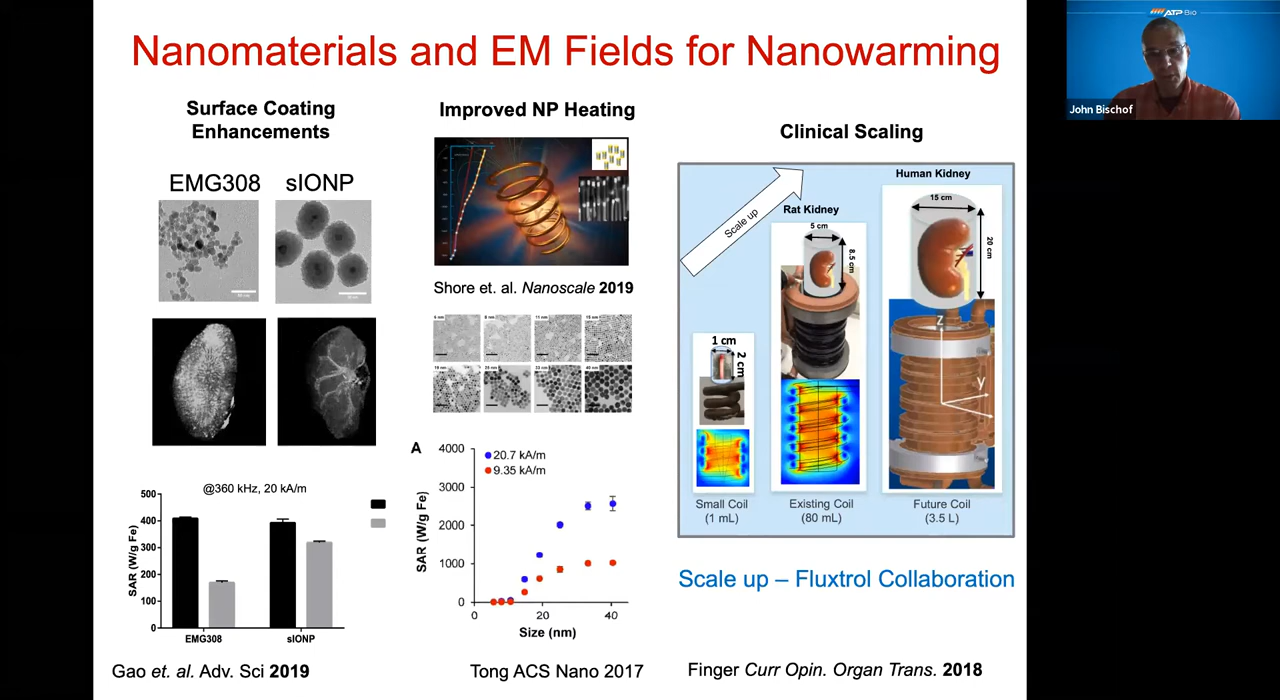 Nanomaterials and EM Fields for Nanowarming
ATP Bio
John Bischof
Surface Coating
Enhancements
EMG308
sIONP
@360 kHz, 20 kA/m
SAR (W/g Fe)
500
400
300
200
100
0
EMG308
sIONP
Gao et. al. Adv. Sci 2019
Improved NP Heating
Shore et. al. Nanoscale 2019
A
20.7 kA/m
9.35 kA/m
SAR (W/g Fe)
4000
3000
2000
1000
0
0
20
40
Size (nm)
Tong ACS Nano 2017
Clinical Scaling
Scale up
Human Kidney
15 cm
20 cm
Rat Kidney
5 cm
8.5 cm
1 cm
2 cm
Z
y
Small Coil
(1 mL)
Existing Coil
(80 mL)
Future Coil
(3.5 L)
Scale up – Fluxtrol Collaboration
Finger Curr Opin. Organ Trans. 2018